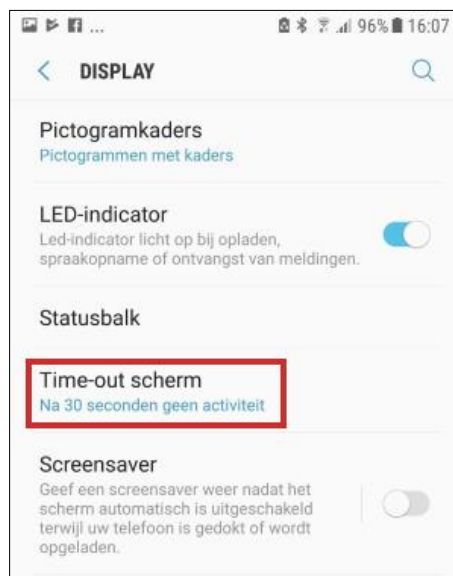 ... 96% 16:07
DISPLAY
Pictogramkaders
Pictogrammen met kaders
LED-indicator
Led-indicator licht op bij opladen,
spraakopname of ontvangst van meldingen.
Statusbalk
Time-out scherm
Na 30 seconden geen activiteit
Screensaver
Geef een screensaver weer nadat het
scherm automatisch is uitgeschakeld
terwijl uw telefoon is gedokt of wordt
opgeladen.